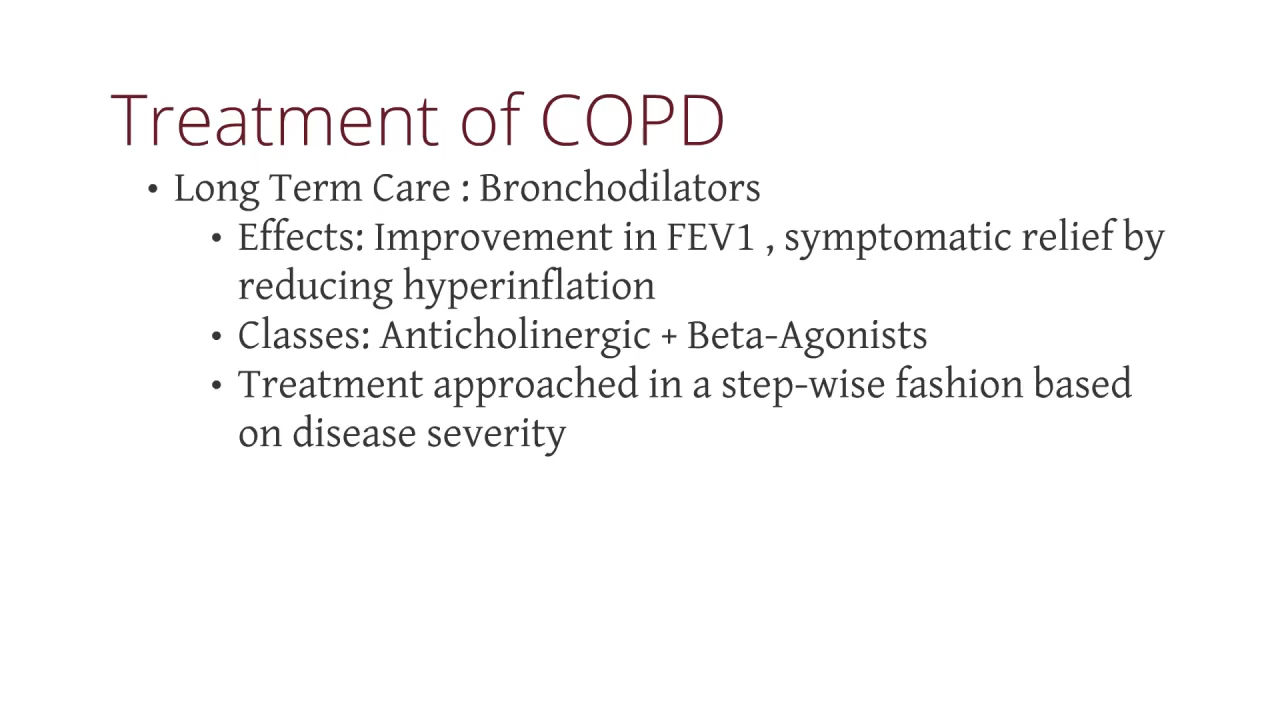 Treatment of COPD
• Long Term Care : Bronchodilators
• Effects: Improvement in FEV1 , symptomatic relief by
reducing hyperinflation
• Classes: Anticholinergic + Beta-Agonists
• Treatment approached in a step-wise fashion based
on disease severity